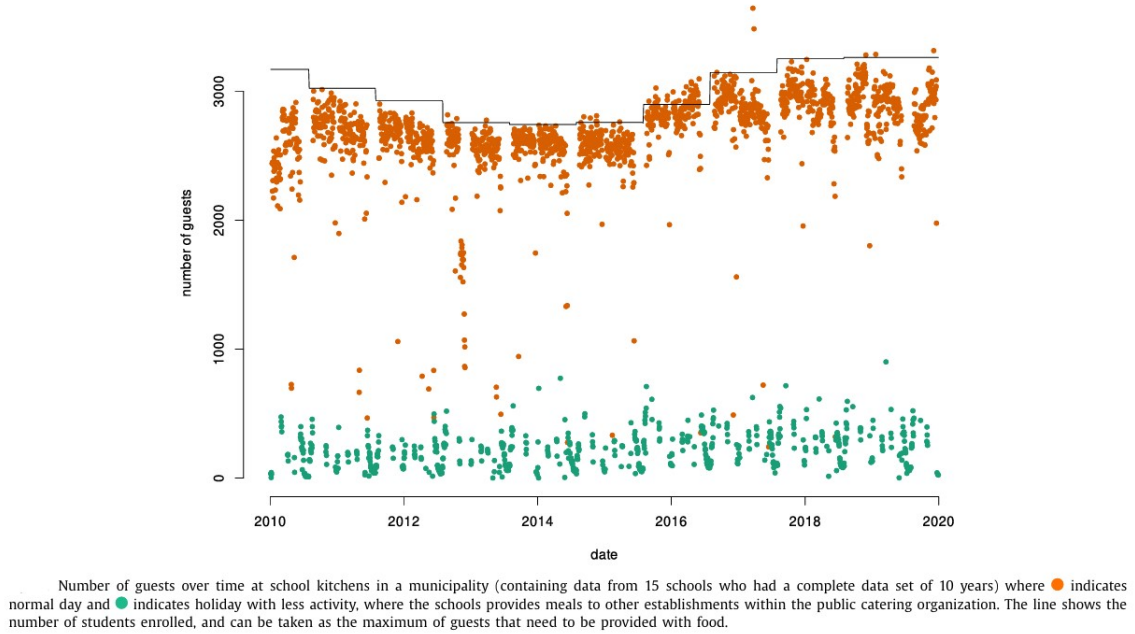 3000
2000
1000
0
number of guests
2010 2012 2014 2016 2018 2020
date
Number of guests over time at school kitchens in a municipality (containing data from 15 schools who had a complete data set of 10 years) where indicates
normal day and indicates holiday with less activity, where the schools provides meals to other establishments within the public catering organization. The line shows the
number of students enrolled, and can be taken as the maximum of guests that need to be provided with food.